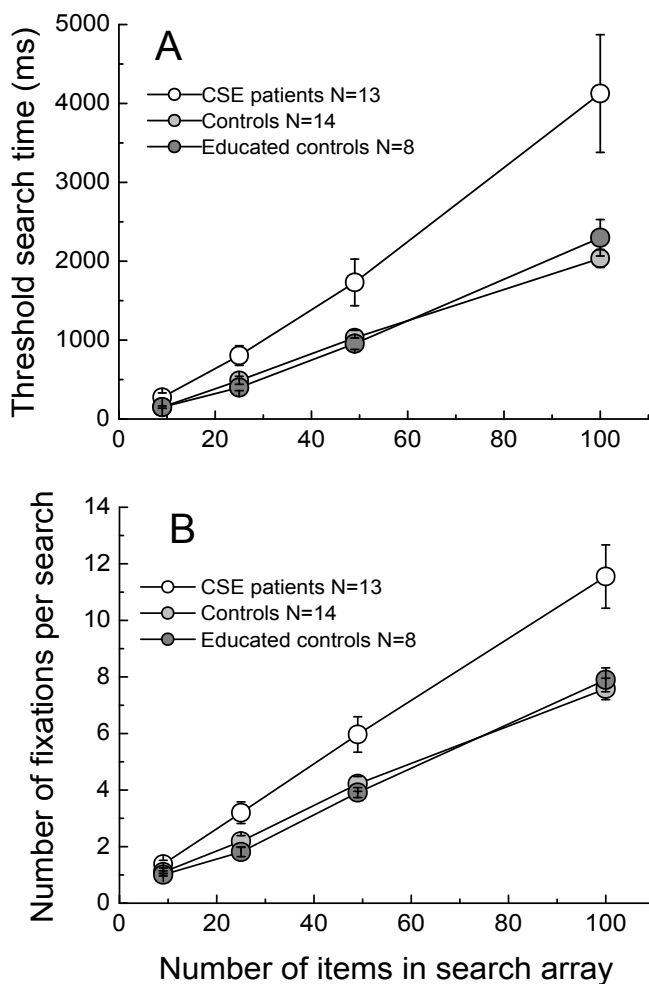 A
Threshold search time (ms)
5000
4000
3000
2000
1000
0
CSE patients N=13
Controls N=14
Educated controls N=8
0 20 40 60 80 100
B
Number of fixations per search
14
12
10
8
6
4
2
0
CSE patients N=13
Controls N=14
Educated controls N=8
0 20 40 60 80 100
Number of items in search array